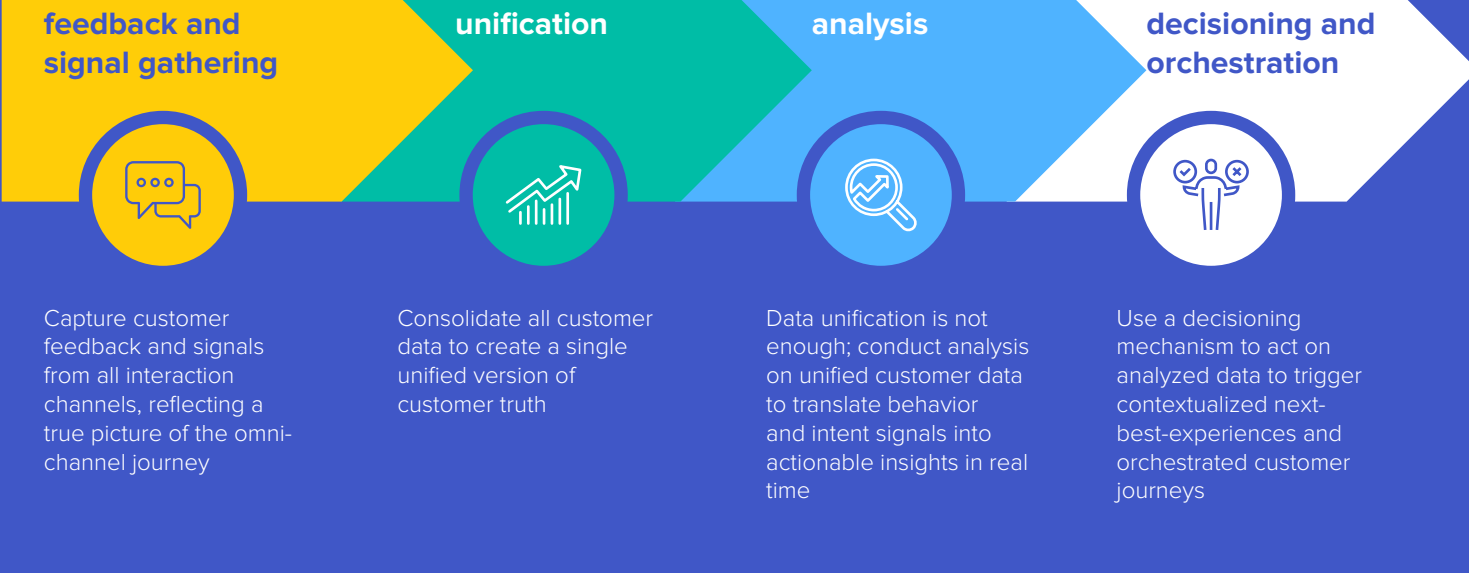 feedback and
signal gathering
unification
analysis
decisioning and
orchestration
Capture customer
feedback and signals
from all interaction
channels, reflecting a
true picture of the omni-
channel journey
Consolidate all customer
data to create a single
unified version of
customer truth
Data unification is not
enough; conduct analysis
on unified customer data
to translate behavior
and intent signals into
actionable insights in real
time
Use a decisioning
mechanism to act on
analyzed data to trigger
contextualized next-
best-experiences and
orchestrated customer
journeys